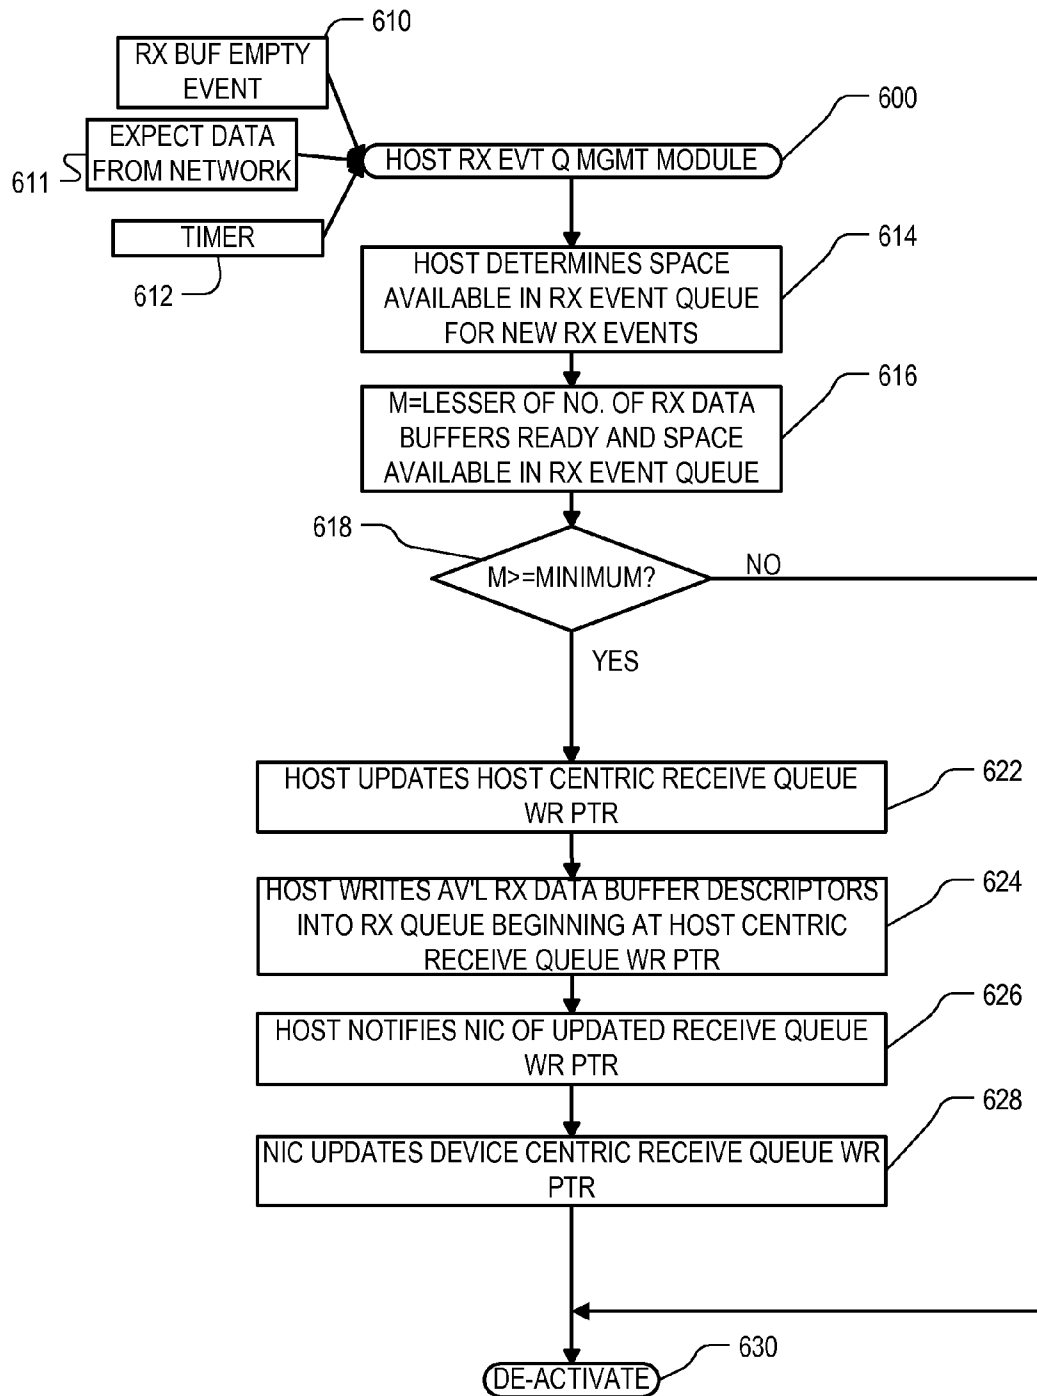 610
RX BUF EMPTY
EVENT
600
EXPECT DATA
FROM NETWORK
611
HOST RX EVT Q MGMT MODULE
TIMER
612
614
HOST DETERMINES SPACE
AVAILABLE IN RX EVENT QUEUE
FOR NEW RX EVENTS
616
M=LESSER OF NO. OF RX DATA
BUFFERS READY AND SPACE
AVAILABLE IN RX EVENT QUEUE
618
M>=MINIMUM?
NO
YES
622
HOST UPDATES HOST CENTRIC RECEIVE QUEUE
WR PTR
624
HOST WRITES AV'L RX DATA BUFFER DESCRIPTORS
INTO RX QUEUE BEGINNING AT HOST CENTRIC
RECEIVE QUEUE WR PTR
626
HOST NOTIFIES NIC OF UPDATED RECEIVE QUEUE
WR PTR
628
NIC UPDATES DEVICE CENTRIC RECEIVE QUEUE WR
PTR
630
DE-ACTIVATE